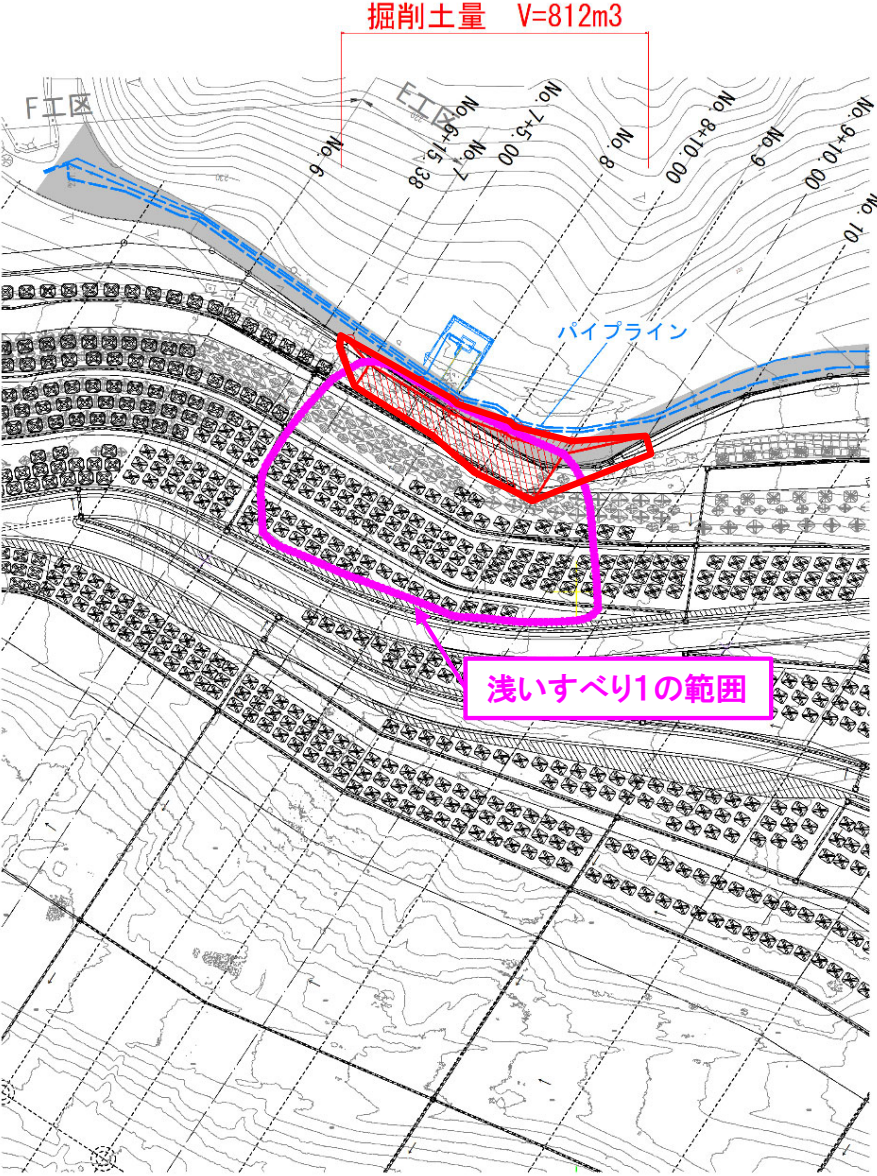 掘削土量 V=812m3
F工区
E工区
No. 6
No. 6+15.38
No. 7
No. 7+5.00
No. 8
No. 8+10.00
No. 9
No. 9+10.00
No. 10
パイプライン
浅いすべり1の範囲